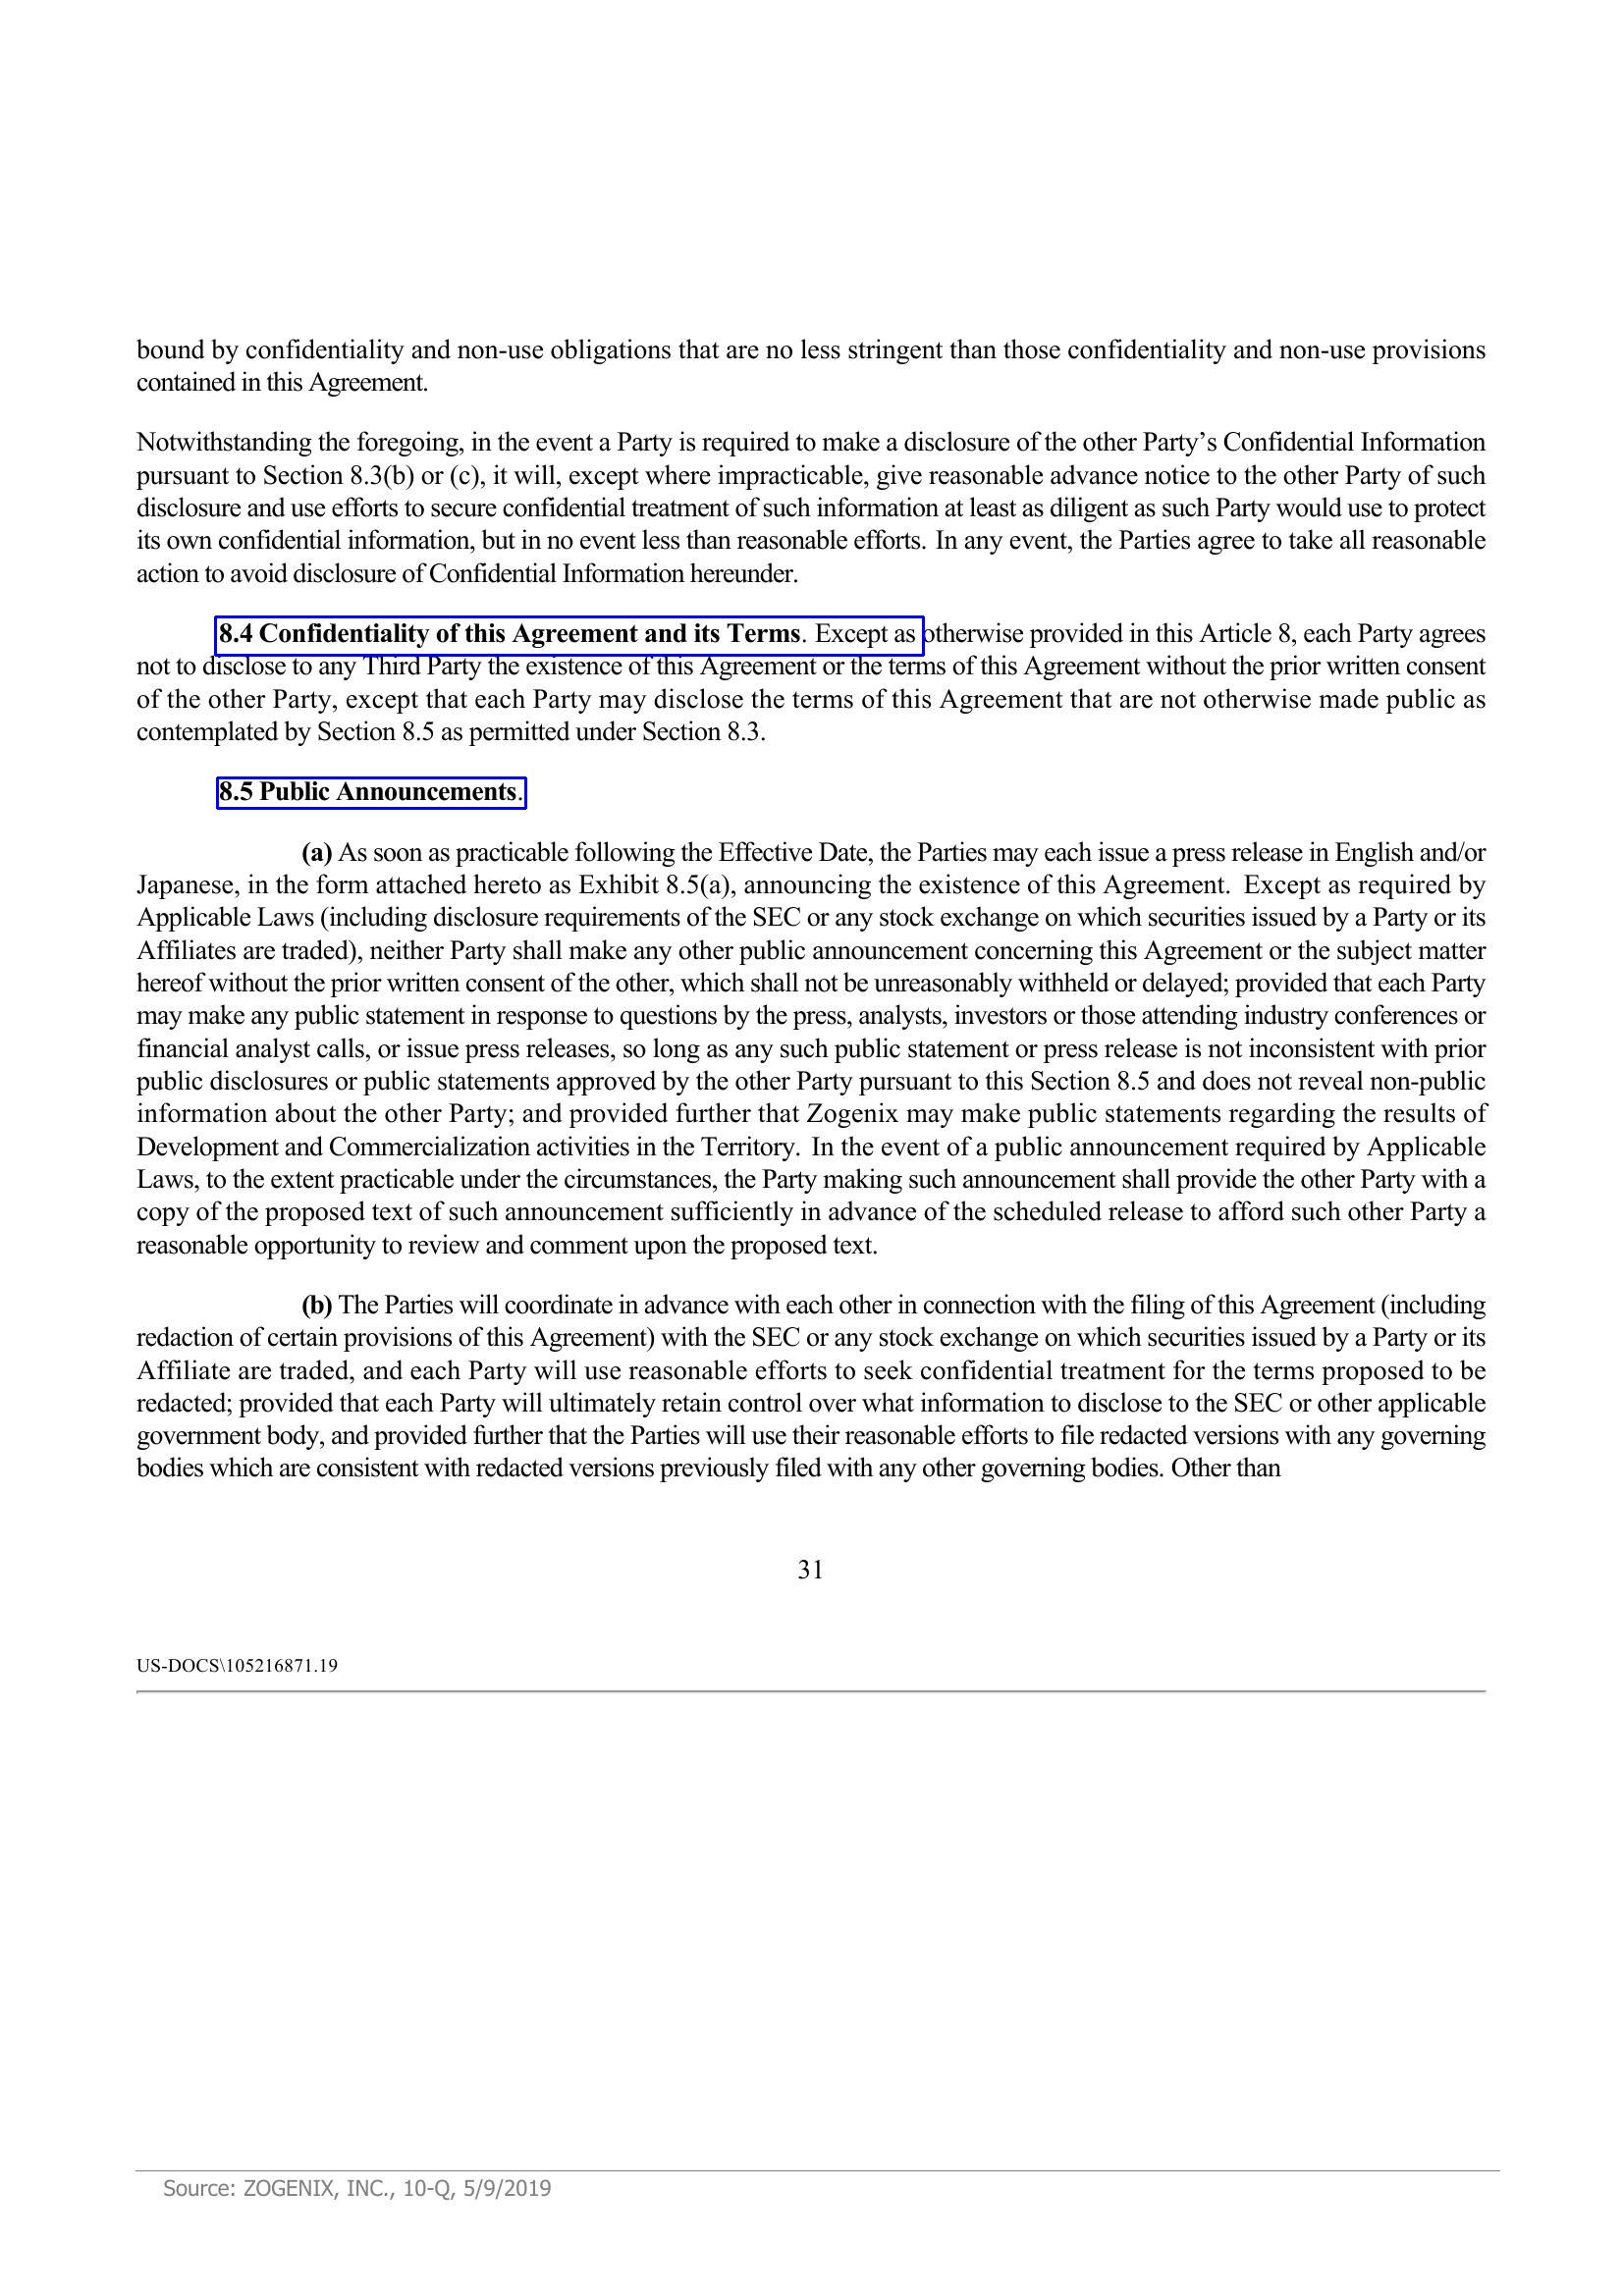 bound by confidentiality and non-use obligations that are no less stringent than those confidentiality and non-use provisions
contained in this Agreement.
Notwithstanding the foregoing, in the event a Party is required to make a disclosure of the other Party’s Confidential Information
pursuant to Section 8.3(b) or (c), it will, except where impracticable, give reasonable advance notice to the other Party of such
disclosure and use efforts to secure confidential treatment of such information at least as diligent as such Party would use to protect
its own confidential information, but in no event less than reasonable efforts. In any event, the Parties agree to take all reasonable
action to avoid disclosure of Confidential Information hereunder.
8.4 Confidentiality of this Agreement and its Terms. Except as otherwise provided in this Article 8, each Party agrees
not to disclose to any Third Party the existence of this Agreement or the terms of this Agreement without the prior written consent
of the other Party, except that each Party may disclose the terms of this Agreement that are not otherwise made public as
contemplated by Section 8.5 as permitted under Section 8.3.
8.5 Public Announcements.
(a) As soon as practicable following the Effective Date, the Parties may each issue a press release in English and/or
Japanese, in the form attached hereto as Exhibit 8.5(a), announcing the existence of this Agreement. Except as required by
Applicable Laws (including disclosure requirements of the SEC or any stock exchange on which securities issued by a Party or its
Affiliates are traded), neither Party shall make any other public announcement concerning this Agreement or the subject matter
hereof without the prior written consent of the other, which shall not be unreasonably withheld or delayed; provided that each Party
may make any public statement in response to questions by the press, analysts, investors or those attending industry conferences or
financial analyst calls, or issue press releases, so long as any such public statement or press release is not inconsistent with prior
public disclosures or public statements approved by the other Party pursuant to this Section 8.5 and does not reveal non-public
information about the other Party; and provided further that Zogenix may make public statements regarding the results of
Development and Commercialization activities in the Territory. In the event of a public announcement required by Applicable
Laws, to the extent practicable under the circumstances, the Party making such announcement shall provide the other Party with a
copy of the proposed text of such announcement sufficiently in advance of the scheduled release to afford such other Party a
reasonable opportunity to review and comment upon the proposed text.
(b) The Parties will coordinate in advance with each other in connection with the filing of this Agreement (including
redaction of certain provisions of this Agreement) with the SEC or any stock exchange on which securities issued by a Party or its
Affiliate are traded, and each Party will use reasonable efforts to seek confidential treatment for the terms proposed to be
redacted; provided that each Party will ultimately retain control over what information to disclose to the SEC or other applicable
government body, and provided further that the Parties will use their reasonable efforts to file redacted versions with any governing
bodies which are consistent with redacted versions previously filed with any other governing bodies. Other than
31
US-DOCS\105216871.19
Source: ZOGENIX, INC., 10-Q, 5/9/2019